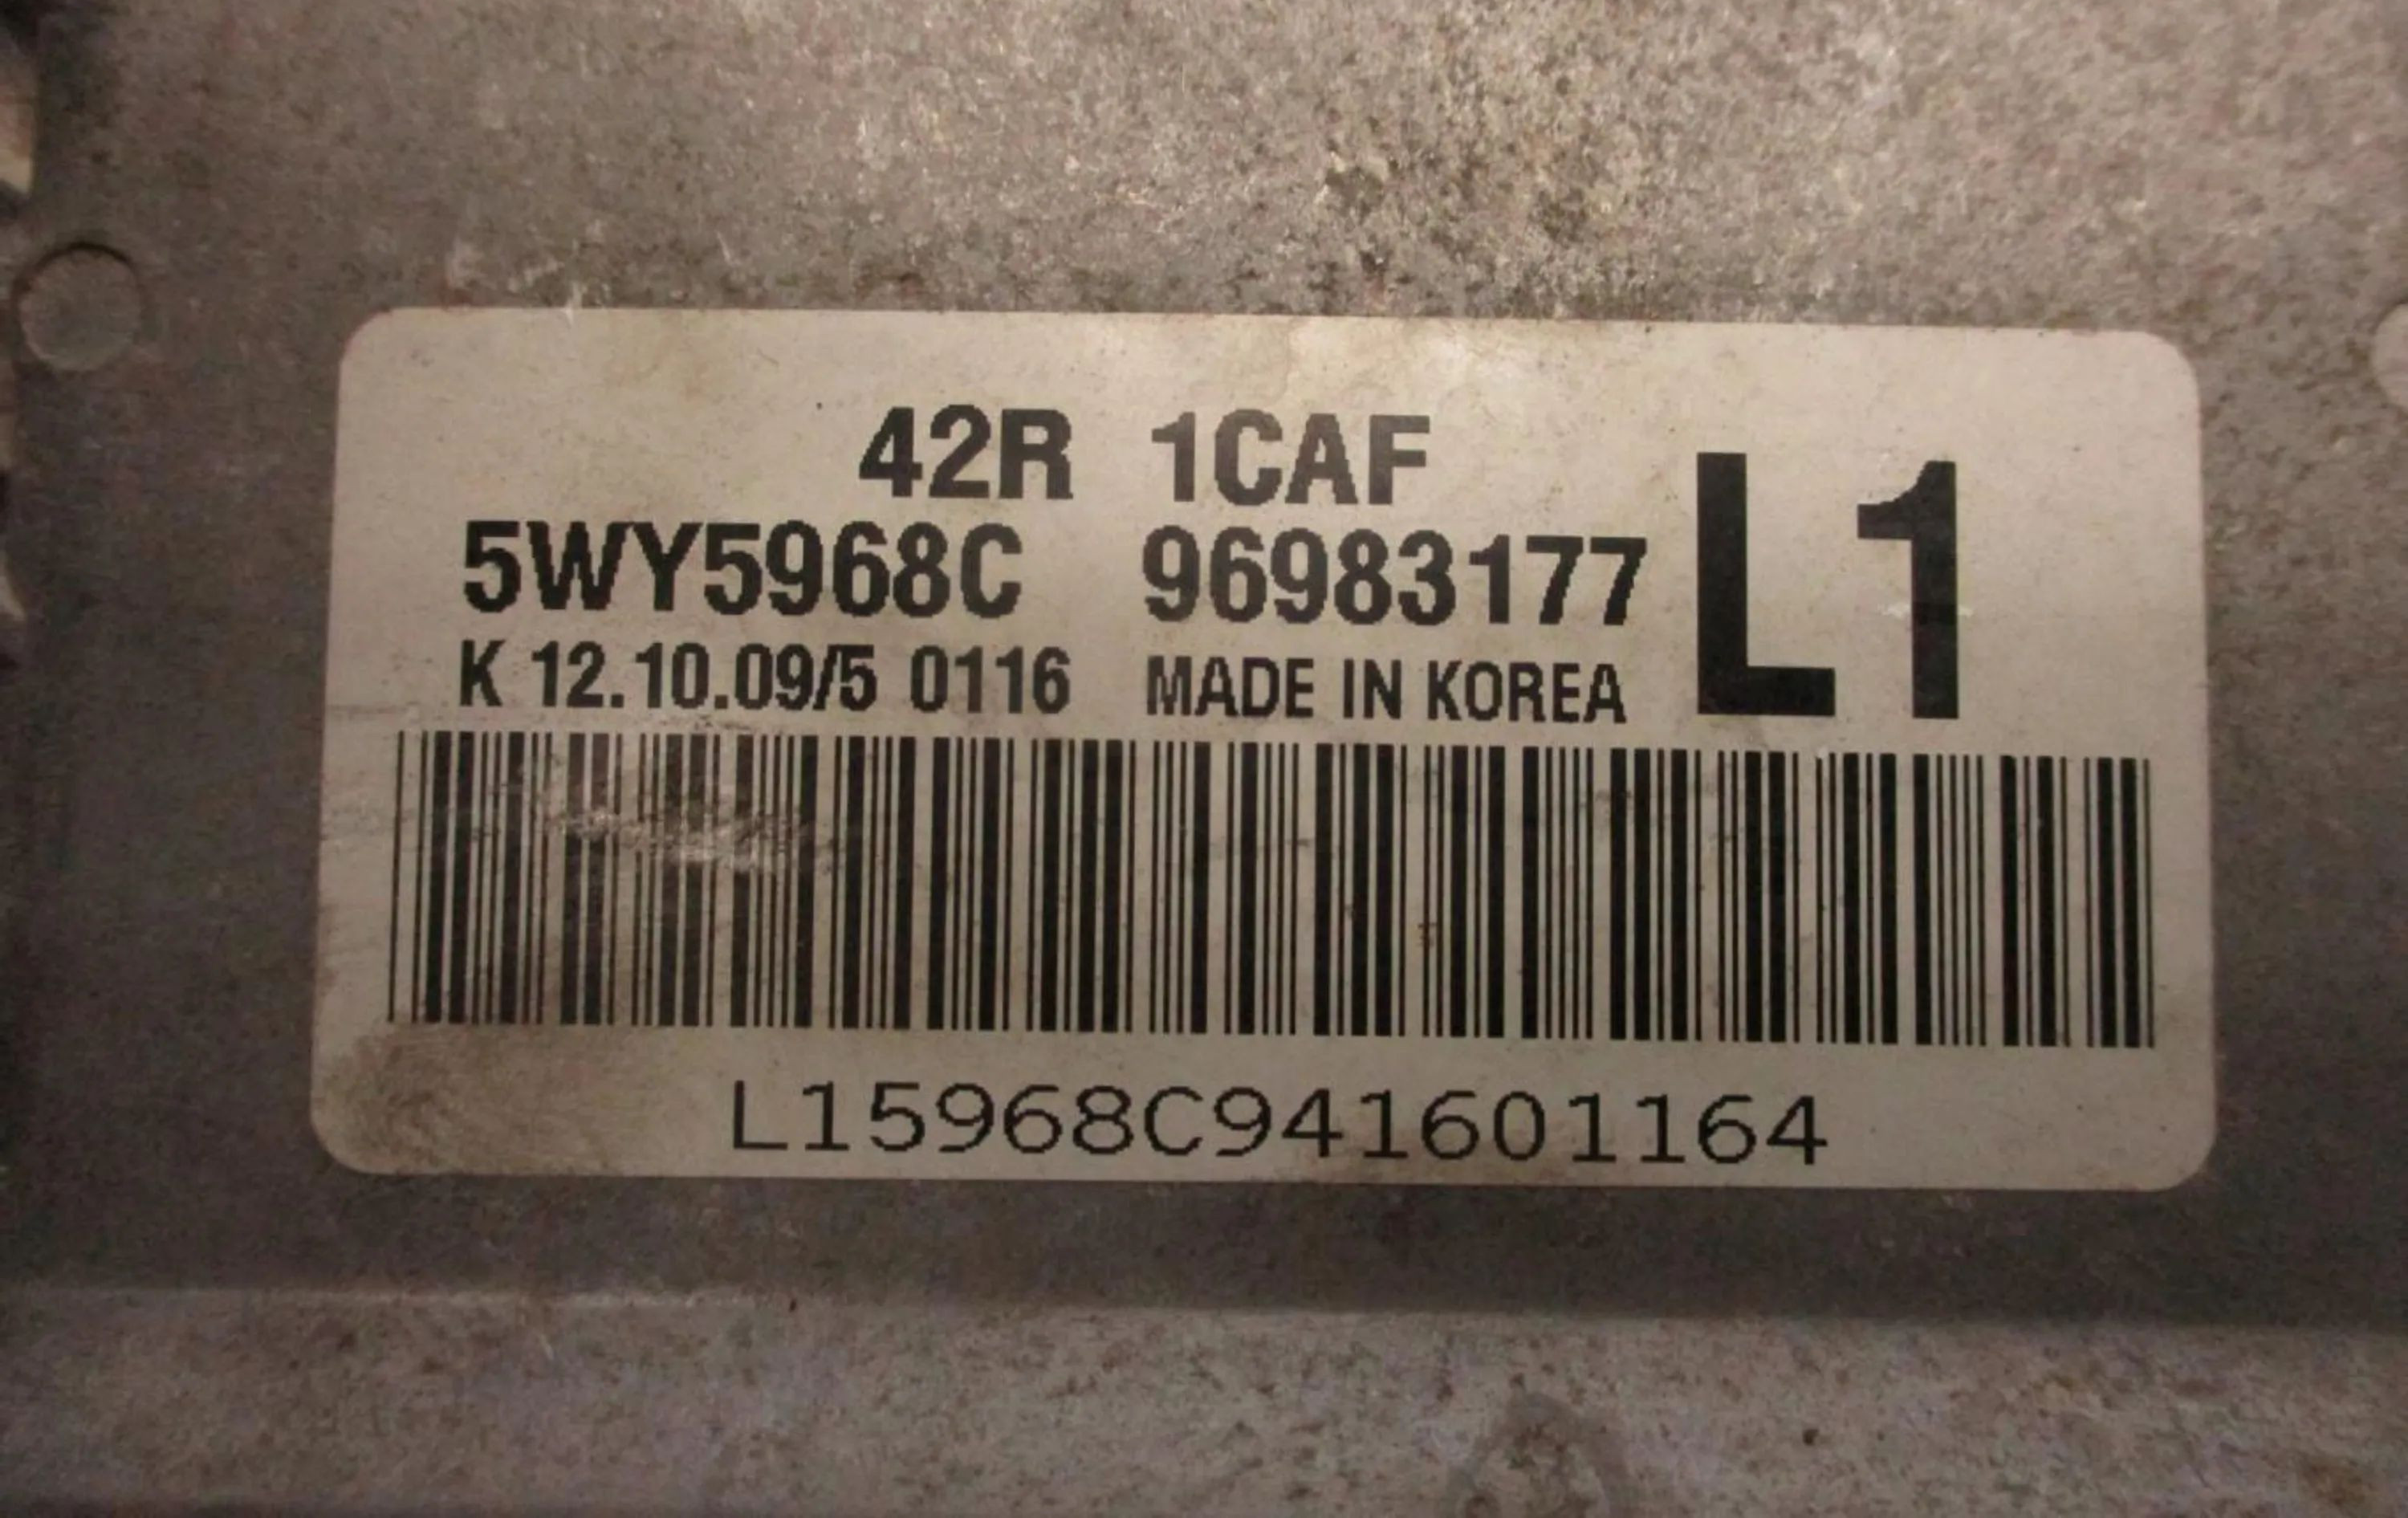 42R 1CAF
5WY5968C 96983177 L1
K 12.10.09/5 0116 MADE IN KOREA
L15968C941601164